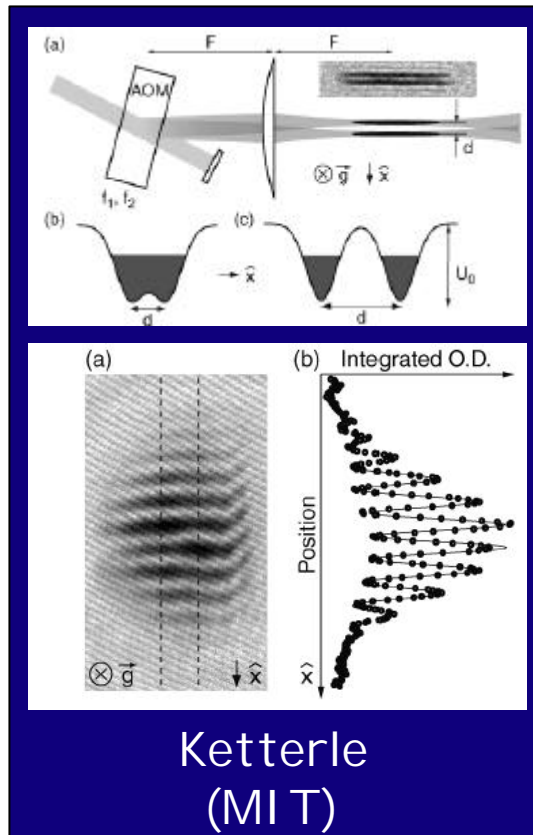 (a)
F
F
AOM
d
f₁, f₂
⊗ g⃗ ↓ x̂
(b)
(c)
→ x̂
U₀
d
d
(a)
(b) Integrated O.D.
Position
⊗ g⃗ ↓ x̂
x̂
Ketterle
(MIT)